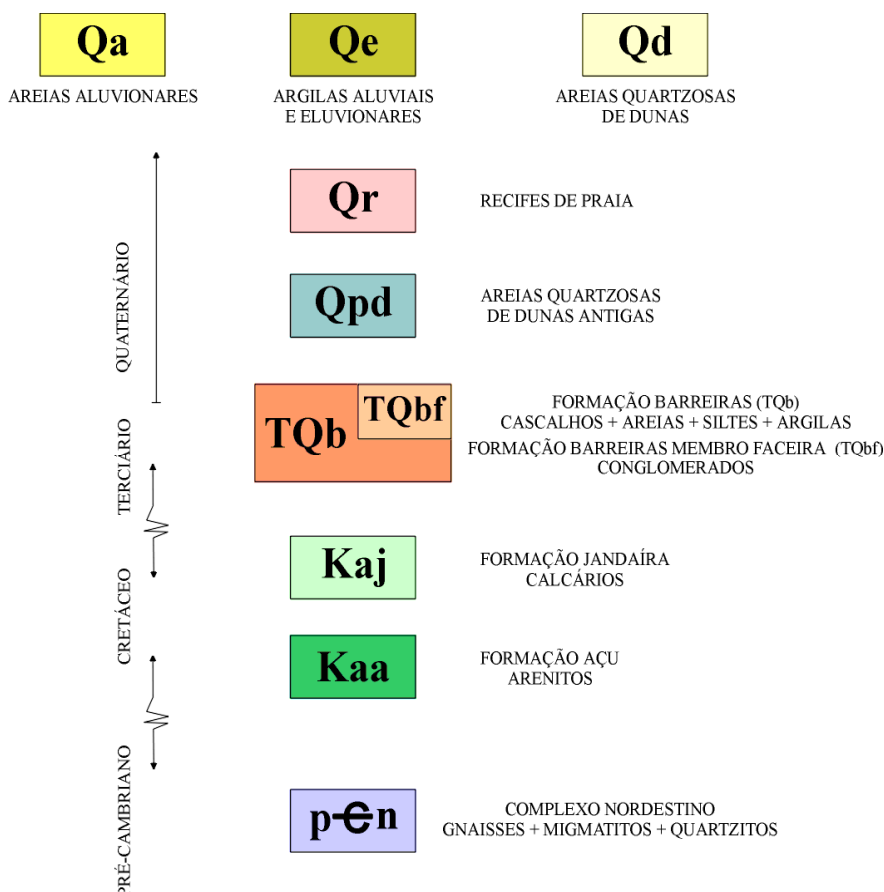 Qa
Qe
Qd
AREIAS ALUVIONARES
ARGILAS ALUVIAIS
E ELUVIONARES
AREIAS QUARTZOSAS
DE DUNAS
QUATERNÁRIO
Qr
RECIFES DE PRAIA
Qpd
AREIAS QUARTZOSAS
DE DUNAS ANTIGAS
TERCIÁRIO
TQb
TQbf
FORMAÇÃO BARREIRAS (TQb)
CASCALHOS + AREIAS + SILTES + ARGILAS
FORMAÇÃO BARREIRAS MEMBRO FACEIRA (TQbf)
CONGLOMERADOS
CRETÁCEO
Kaj
FORMAÇÃO JANDAÍRA
CALCÁRIOS
Kaa
FORMAÇÃO AÇU
ARENITOS
PRÉ-CAMBRIANO
p-Є-n
COMPLEXO NORDESTINO
GNAISSES + MIGMATITOS + QUARTZITOS